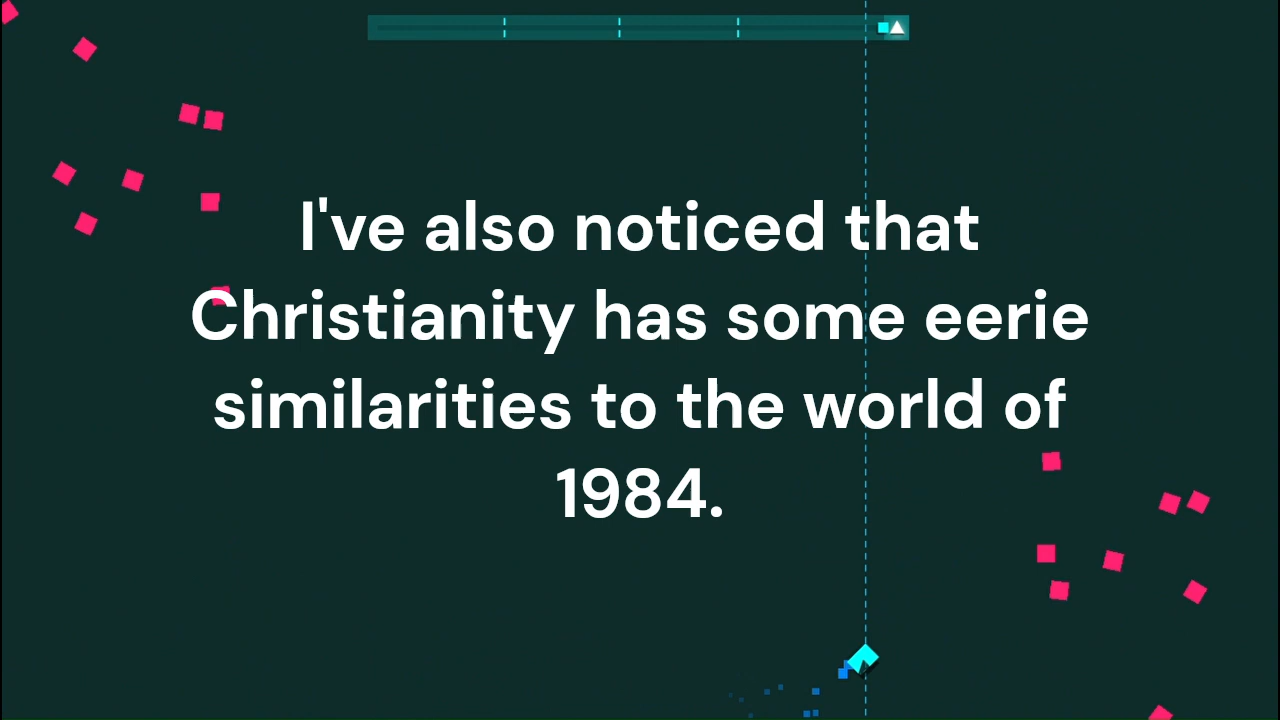 I've also noticed that
Christianity has some eerie
similarities to the world of
1984.